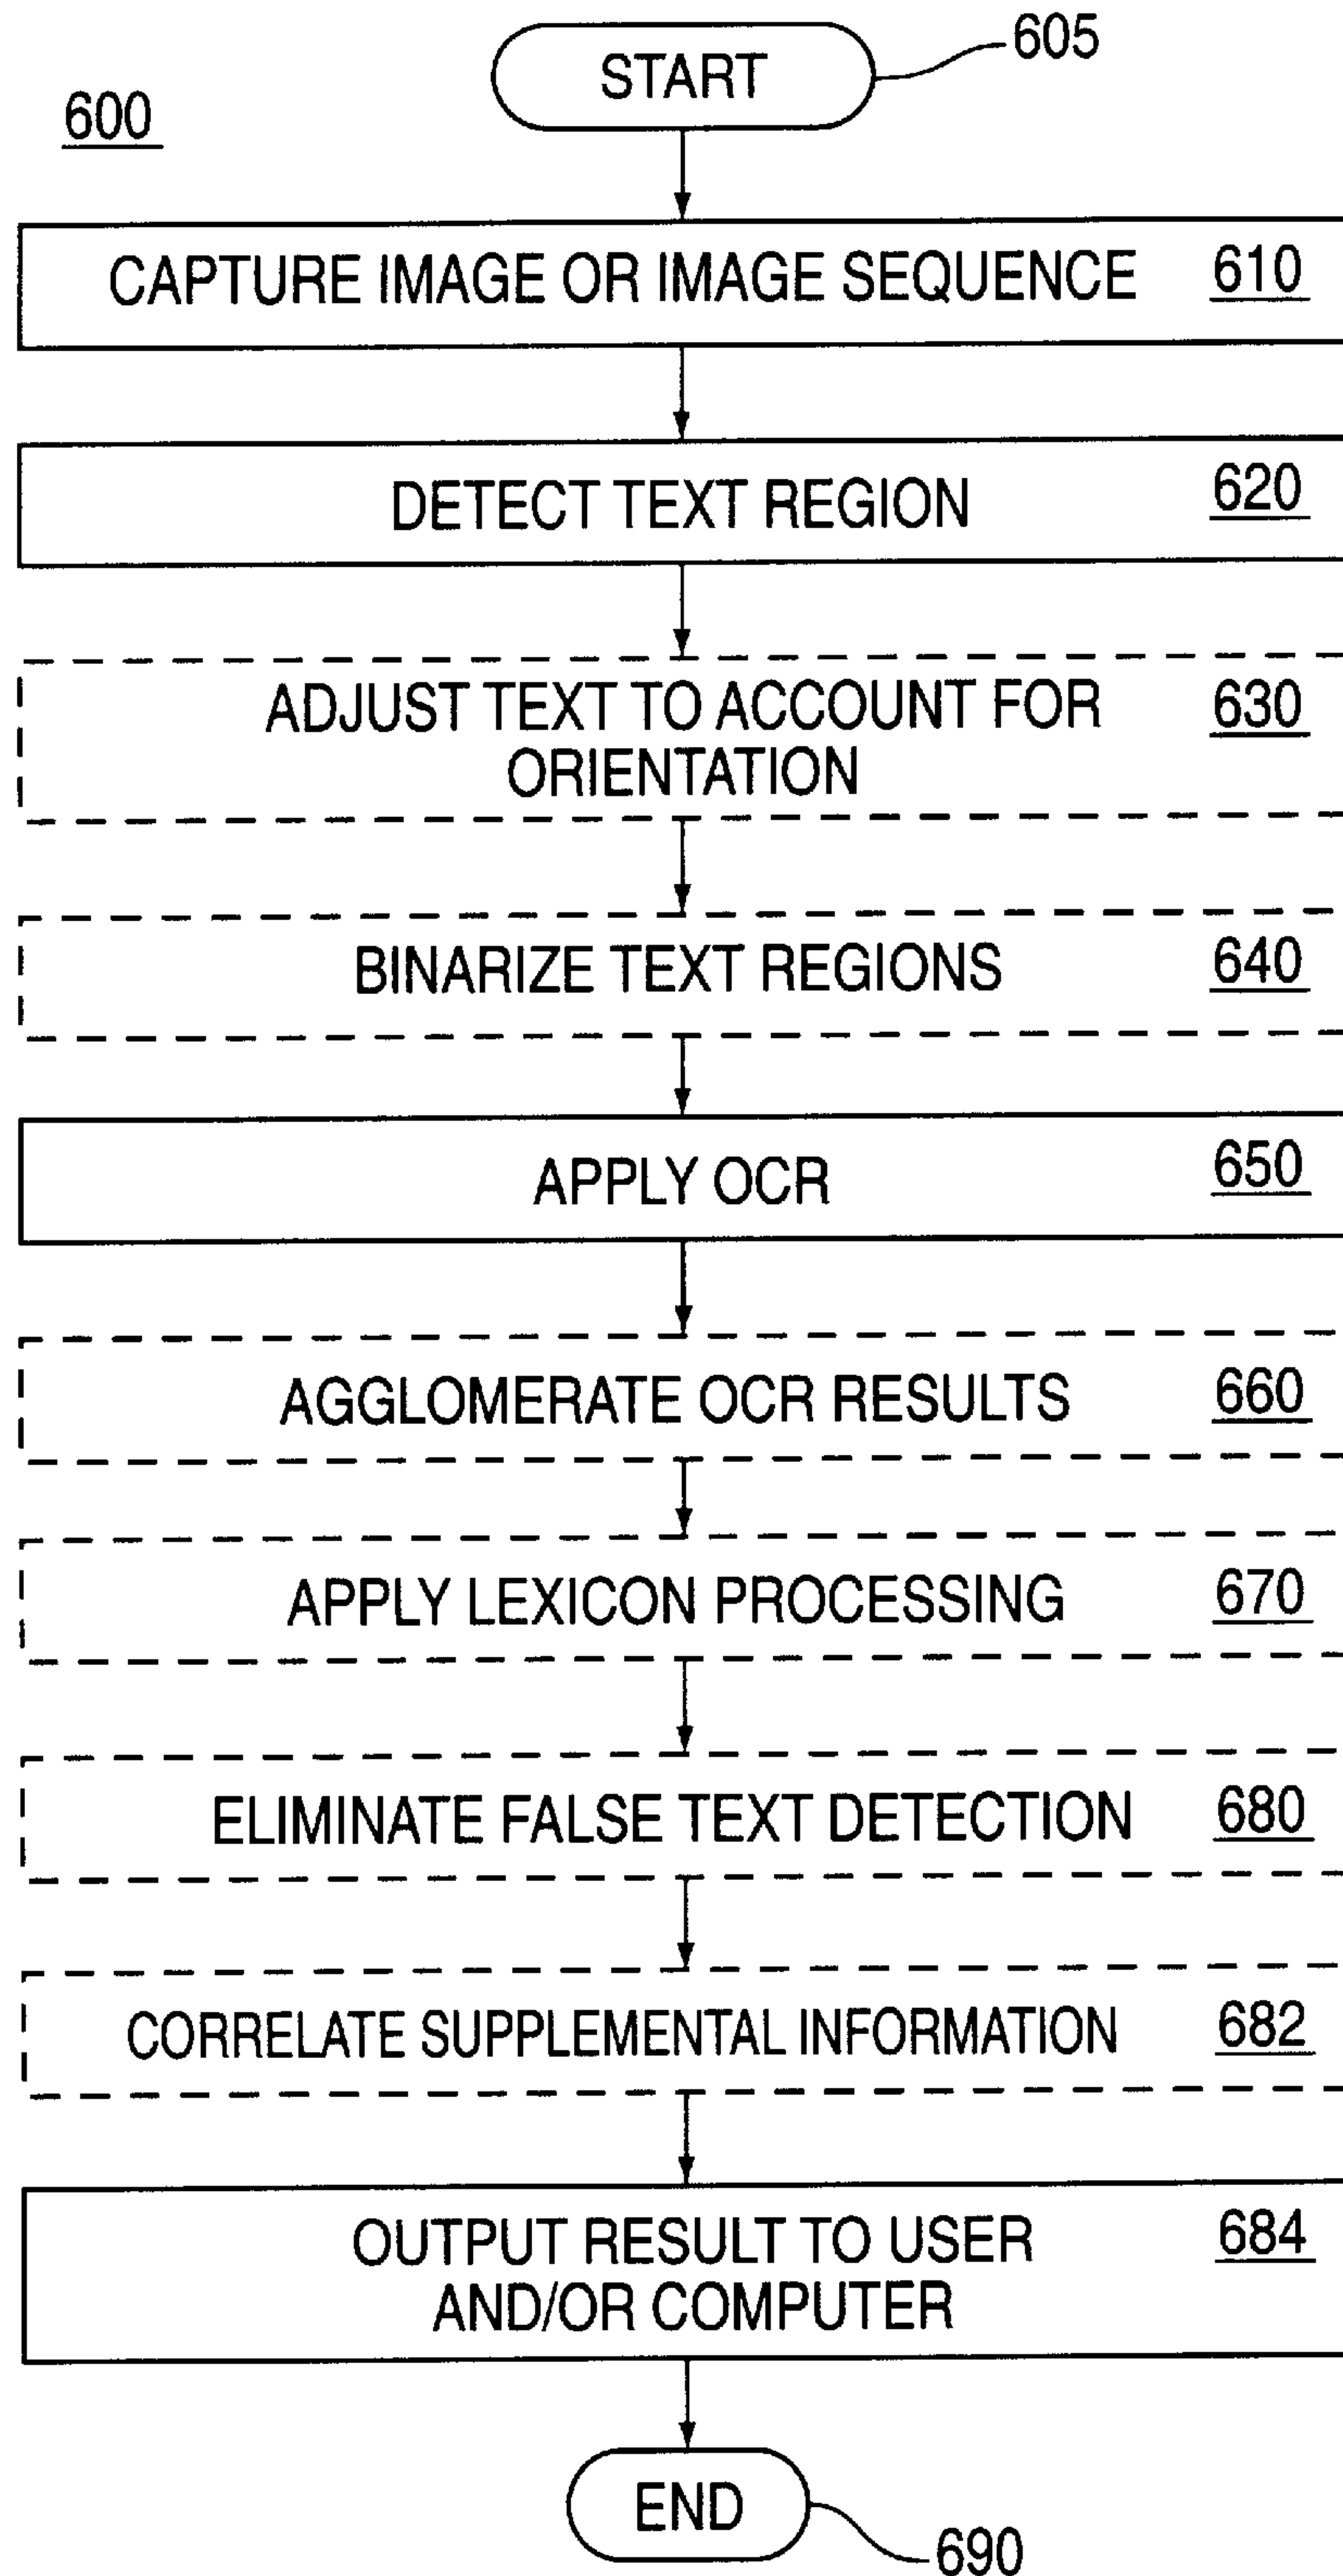 START
605
600
CAPTURE IMAGE OR IMAGE SEQUENCE 610
DETECT TEXT REGION 620
ADJUST TEXT TO ACCOUNT FOR 630
ORIENTATION
BINARIZE TEXT REGIONS 640
APPLY OCR 650
AGGLOMERATE OCR RESULTS 660
APPLY LEXICON PROCESSING 670
ELIMINATE FALSE TEXT DETECTION 680
CORRELATE SUPPLEMENTAL INFORMATION 682
OUTPUT RESULT TO USER 684
AND/OR COMPUTER
END
690